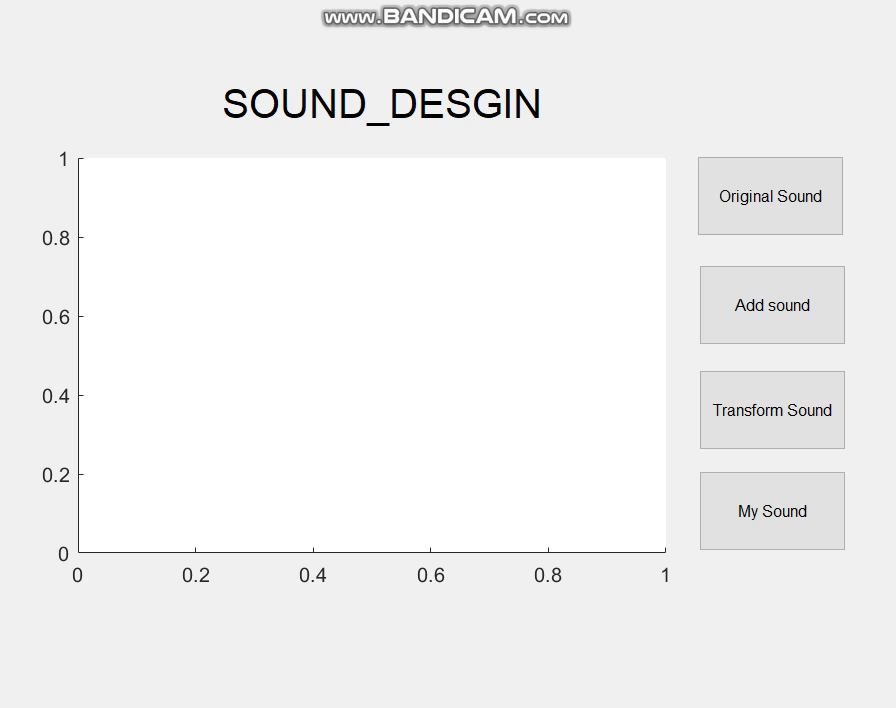 www.BANDICAM.com
SOUND_DESGIN
1
0.8
0.6
0.4
0.2
0
0
0.2
0.4
0.6
0.8
1
Original Sound
Add sound
Transform Sound
My Sound